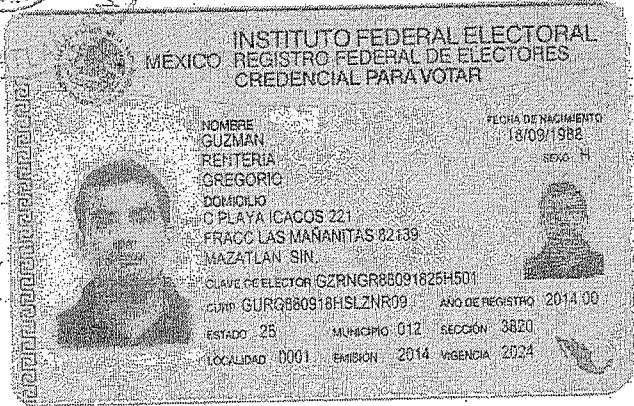 INSTITUTO FEDERAL ELECTORAL
MÉXICO REGISTRO FEDERAL DE ELECTORES
CREDENCIAL PARA VOTAR
NOMBRE
GUZMAN
RENTERIA
GREGORIO
FECHA DE NACIMIENTO
18/09/1988
SEXO H
DOMICILIO
C PLAYA ICACOS 221
FRACC LAS MAÑANITAS 82139
MAZATLAN SIN.
CLAVE DE ELECTOR GZRNGR88091825H501
CURP GURG880918HSLZNR09 AÑO DE REGISTRO 2014 00
ESTADO 25 MUNICIPIO 012 SECCIÓN 3820
LOCALIDAD 0001 EMISIÓN 2014 VIGENCIA 2024